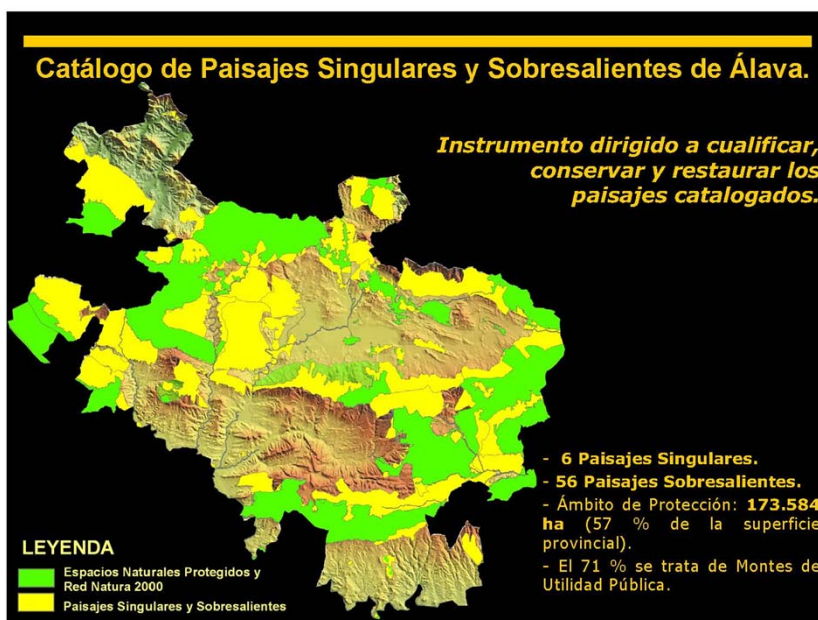 Catálogo de Paisajes Singulares y Sobresalientes de Álava.
Instrumento dirigido a cualificar,
conservar y restaurar los
paisajes catalogados.
- 6 Paisajes Singulares.
- 56 Paisajes Sobresalientes.
- Ámbito de Protección: 173.584
ha (57 % de la superficie
provincial).
- El 71 % se trata de Montes de
Utilidad Pública.
LEYENDA
Espacios Naturales Protegidos y
Red Natura 2000
Paisajes Singulares y Sobresalientes